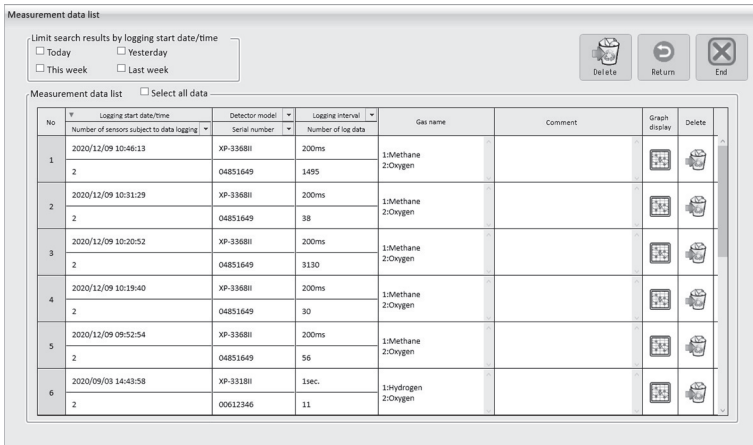 Measurement data list
Limit search results by logging start date/time
Today Yesterday
This week Last week
Delete Return End
Measurement data list Select all data
No Logging start date/time Detector model Logging interval Gas name Comment Graph display Delete
Number of sensors subject to data logging Serial number Number of log data
1 2020/12/09 10:46:13 XP-3368II 200ms 1:Methane
2 04851649 1495 2:Oxygen
2 2020/12/09 10:31:29 XP-3368II 200ms 1:Methane
2 04851649 38 2:Oxygen
3 2020/12/09 10:20:52 XP-3368II 200ms 1:Methane
2 04851649 3130 2:Oxygen
4 2020/12/09 10:19:40 XP-3368II 200ms 1:Methane
2 04851649 30 2:Oxygen
5 2020/12/09 09:52:54 XP-3368II 200ms 1:Methane
2 04851649 56 2:Oxygen
6 2020/09/03 14:43:58 XP-3318II 1sec. 1:Hydrogen
2 00612346 11 2:Oxygen